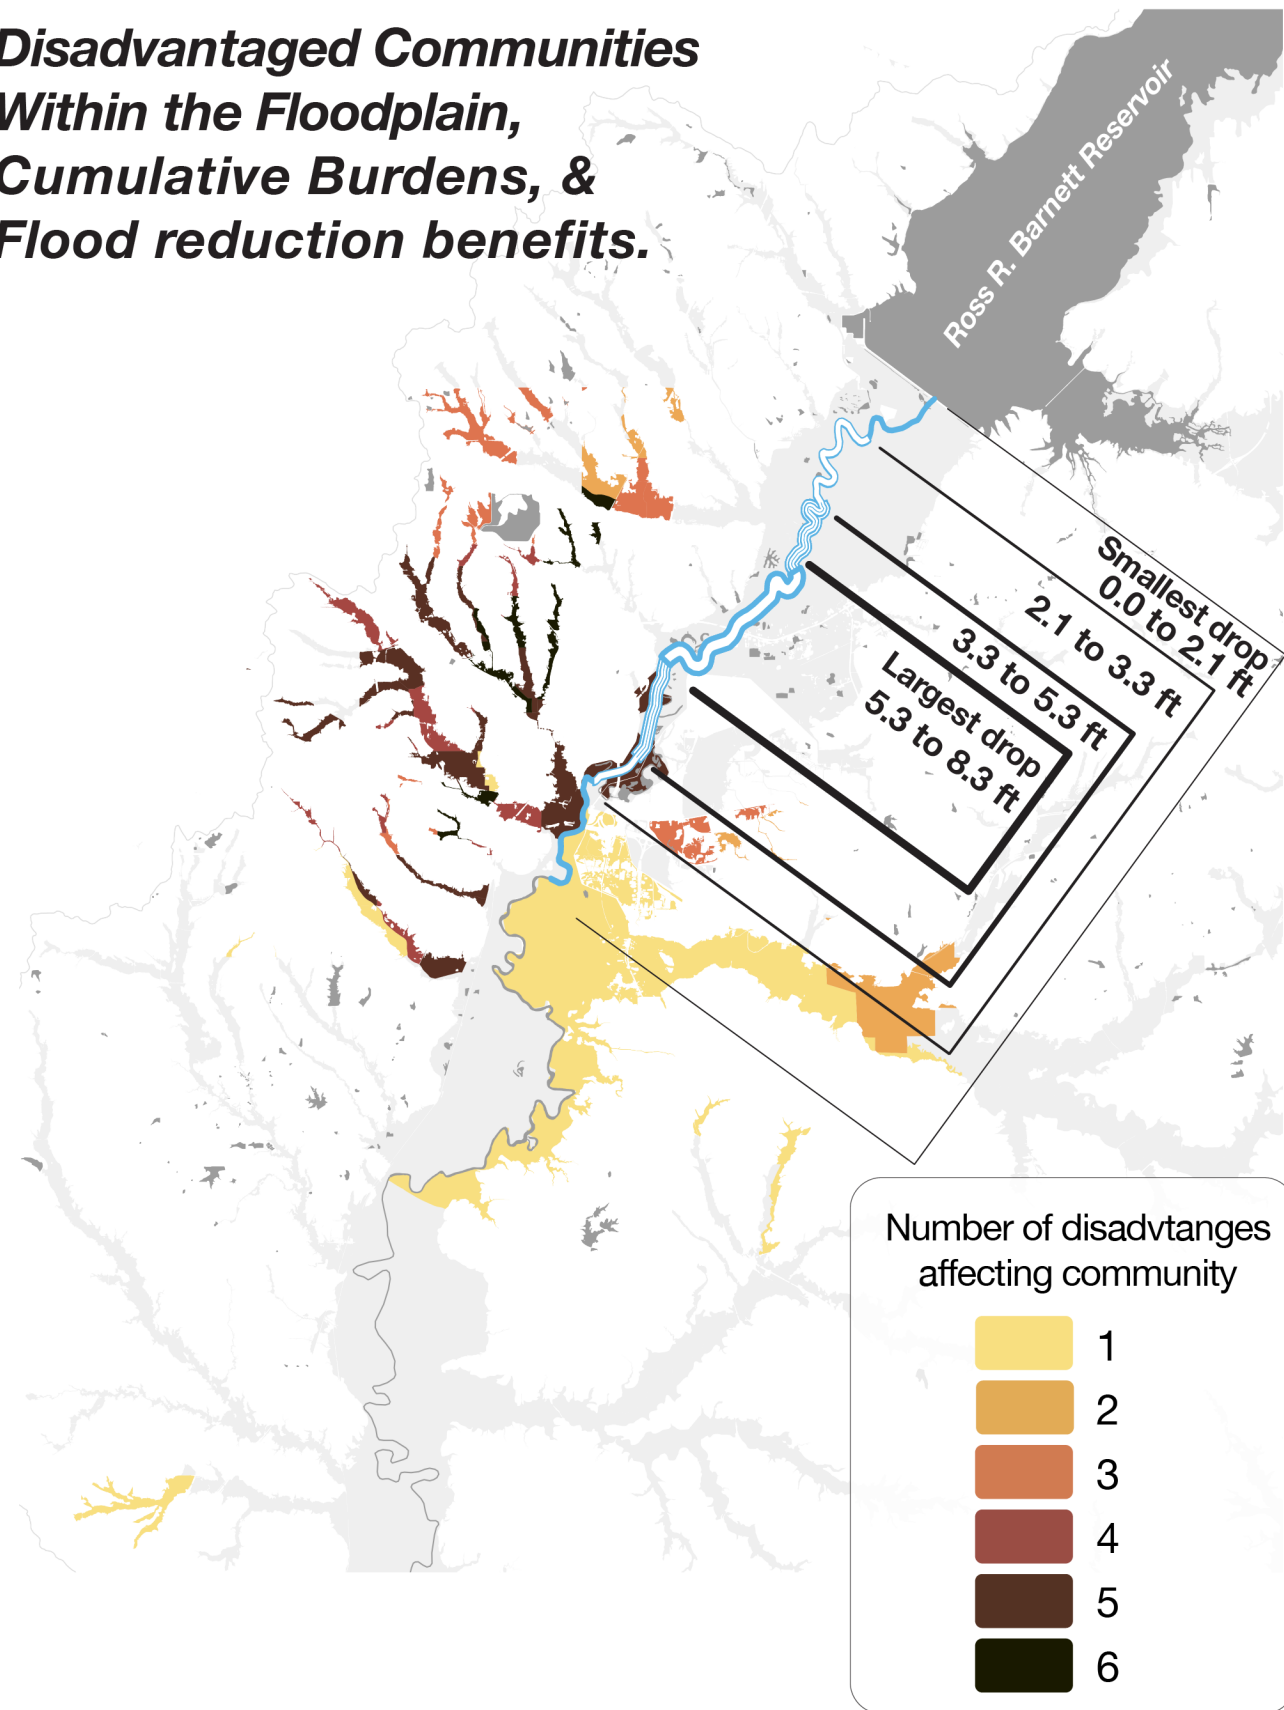 Disadvantaged Communities
Within the Floodplain,
Cumulative Burdens, &
Flood reduction benefits.
Ross R. Barnett Reservoir
Smallest drop
0.0 to 2.1 ft
2.1 to 3.3 ft
3.3 to 5.3 ft
Largest drop
5.3 to 8.3 ft
Number of disadvtanges
affecting community
1
2
3
4
5
6